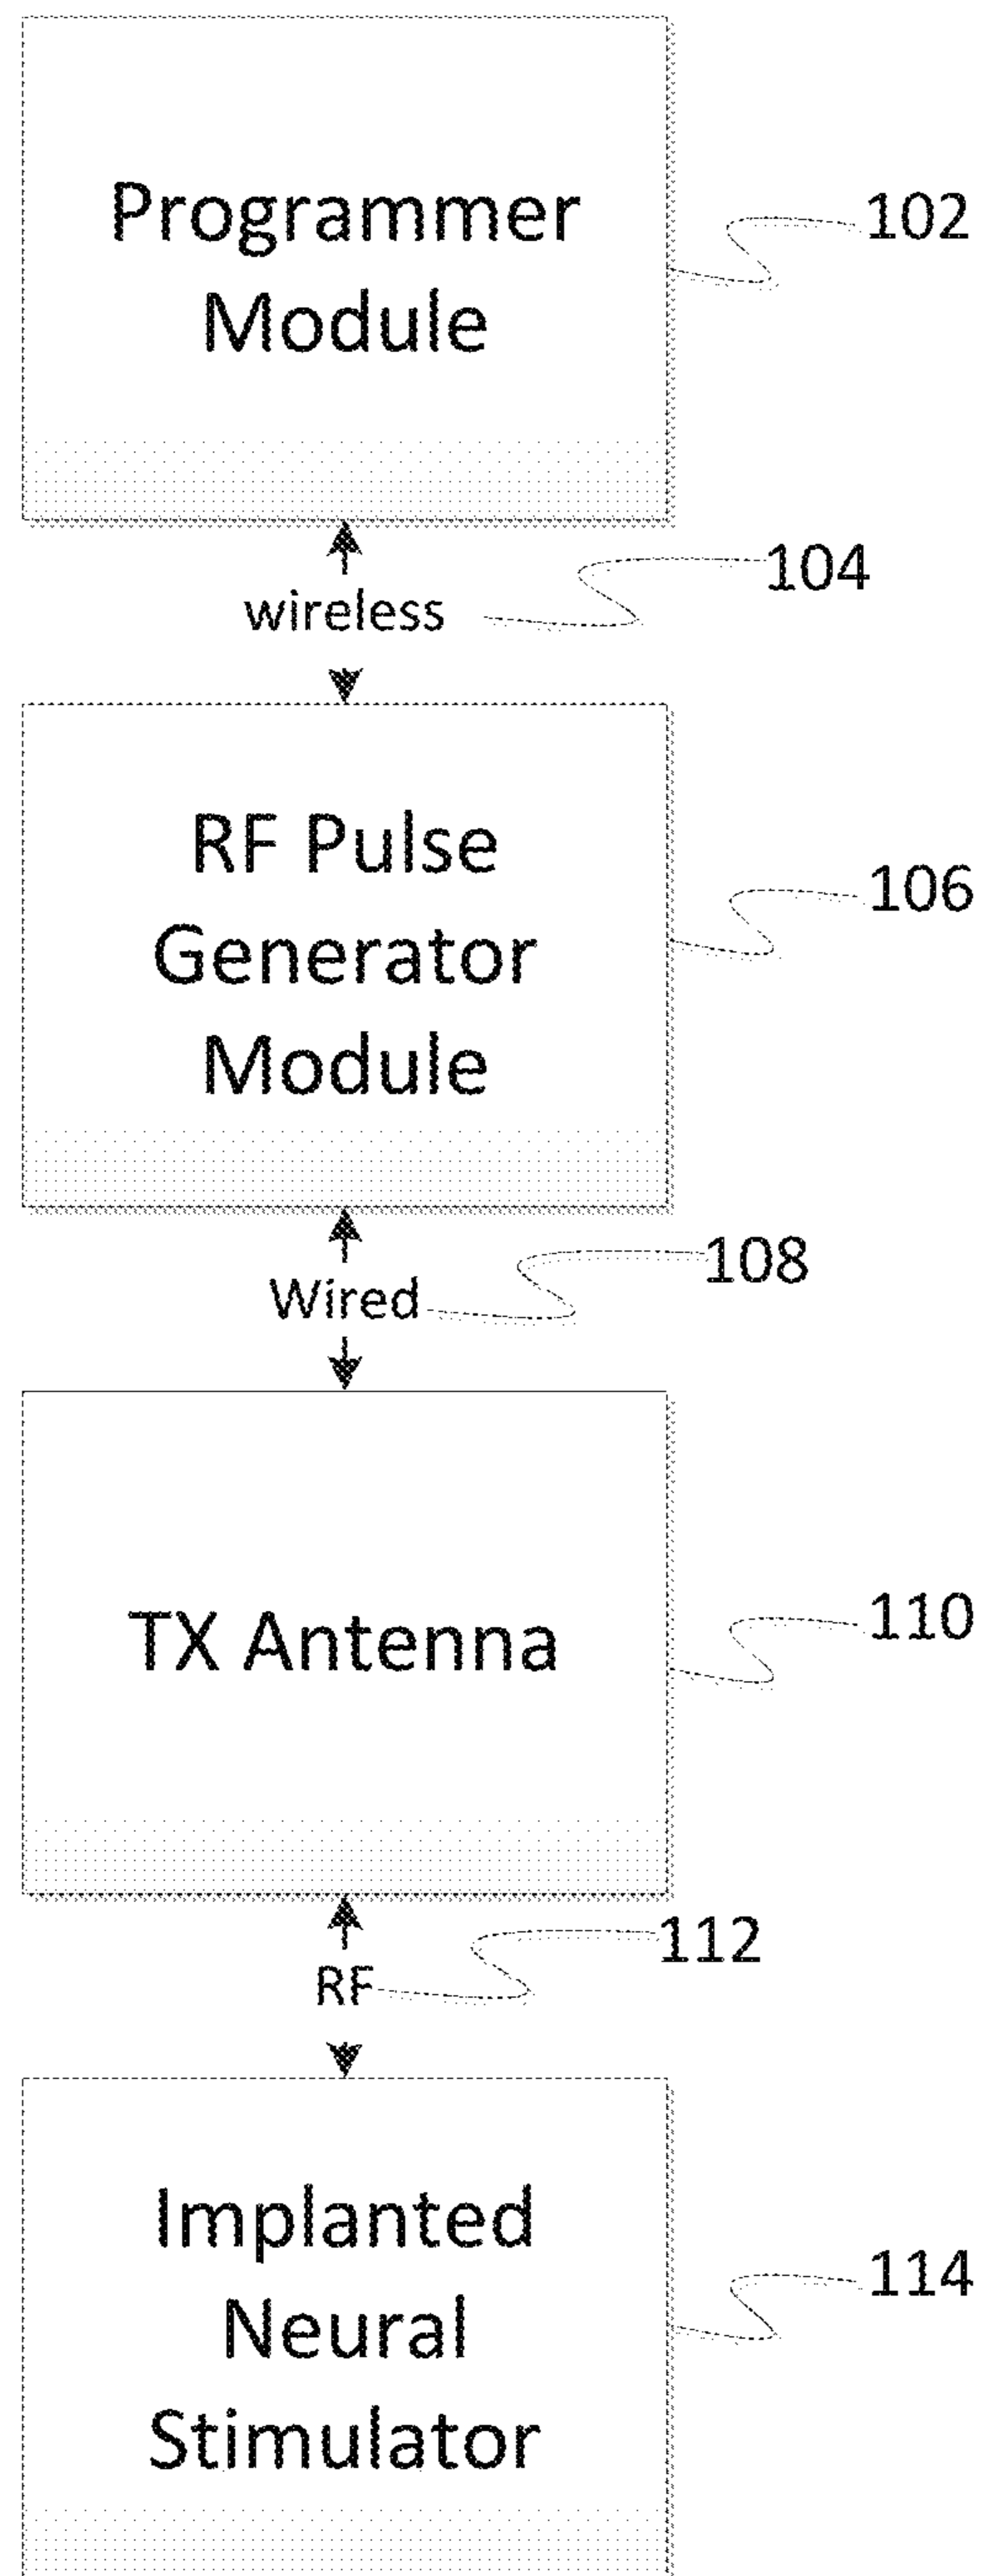 Programmer
Module
102
wireless
104
RF Pulse
Generator
Module
106
Wired
108
TX Antenna
110
RF
112
Implanted
Neural
Stimulator
114